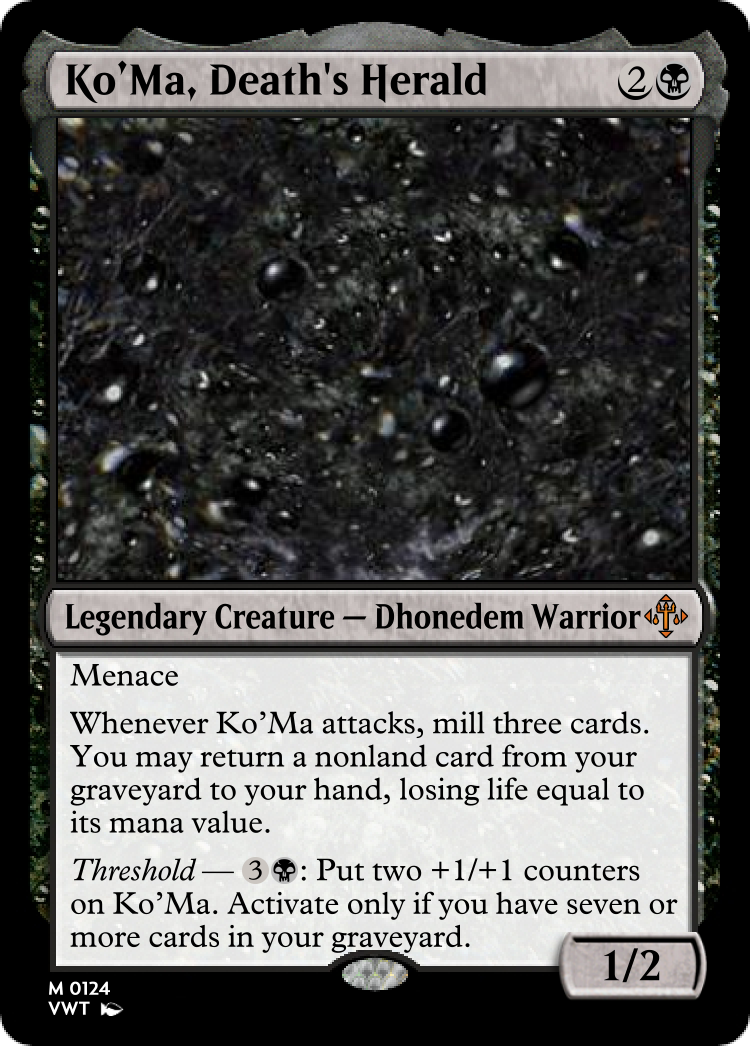 Ko’Ma, Death's Herald 2
Legendary Creature — Dhonedem Warrior
Menace
Whenever Ko’Ma attacks, mill three cards.
You may return a nonland card from your
graveyard to your hand, losing life equal to
its mana value.
Threshold — 3: Put two +1/+1 counters
on Ko’Ma. Activate only if you have seven or
more cards in your graveyard.
1/2
M 0124
VWT